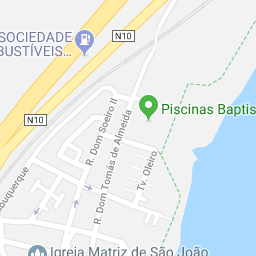 SOCIEDADE
BUSTÍVEIS...
N10
Piscinas Baptis
R. Dom Soeiro II
N10
R. Dom Tomás de Almeida
Tv. Oleiro
buquerque
Igreja Matriz de São João